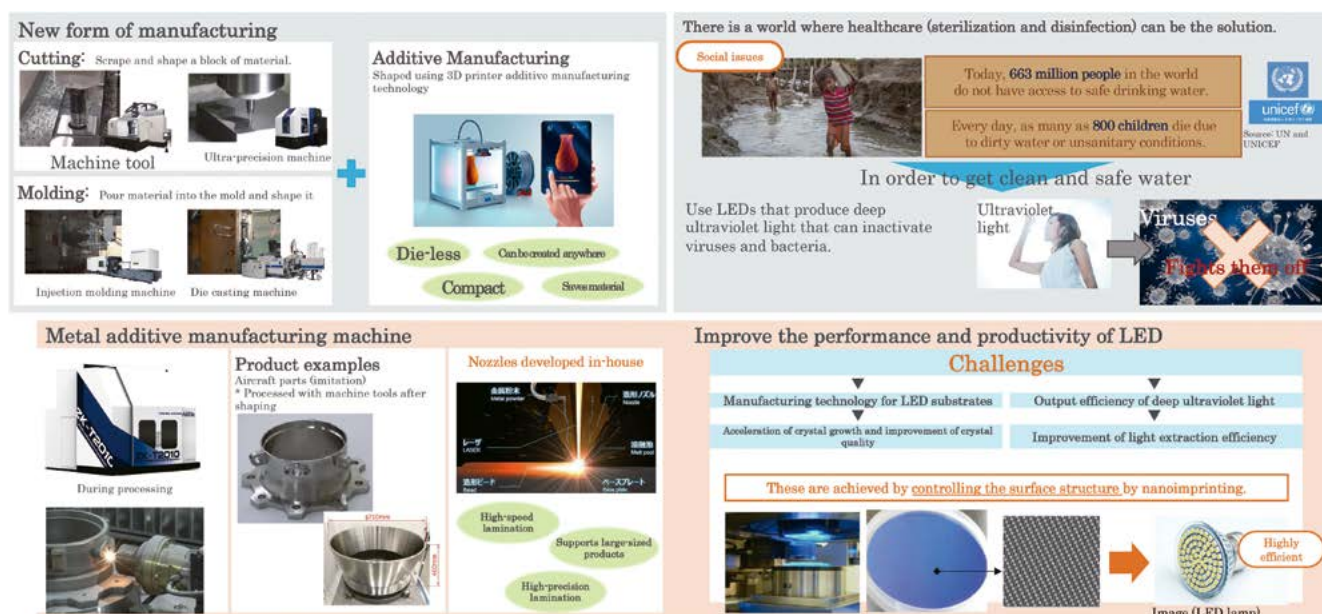 New form of manufacturing
Cutting: Scrape and shape a block of material.
Machine tool
Ultra-precision machine
Molding: Pour material into the mold and shape it
Injection molding machine
Die casting machine
Additive Manufacturing
Shaped using 3D printer additive manufacturing
technology
Die-less
Can be created anywhere
Compact
Saves material
There is a world where healthcare (sterilization and disinfection) can be the solution.
Social issues
Today, 663 million people in the world
do not have access to safe drinking water.
Every day, as many as 800 children die due
to dirty water or unsanitary conditions.
unicef
Source: UN and
UNICEF
In order to get clean and safe water
Use LEDs that produce deep
ultraviolet light that can inactivate
viruses and bacteria.
Ultraviolet
light
Viruses
Fights them off
Metal additive manufacturing machine
ZK-T2010
ZK-T2010
During processing
Product examples
Aircraft parts (imitation)
* Processed with machine tools after
shaping
Nozzles developed in-house
金属粉末
Metal powder
造形ノズル
Nozzle
レーザ
LASER
溶融池
Melt pool
造形ビード
Bead
ベースプレート
Base plate
High-speed
lamination
Supports large-sized
products
High-precision
lamination
Improve the performance and productivity of LED
Challenges
Manufacturing technology for LED substrates
Output efficiency of deep ultraviolet light
Acceleration of crystal growth and improvement of crystal
quality
Improvement of light extraction efficiency
These are achieved by controlling the surface structure by nanoimprinting.
Highly
efficient
Image (LED lamp)